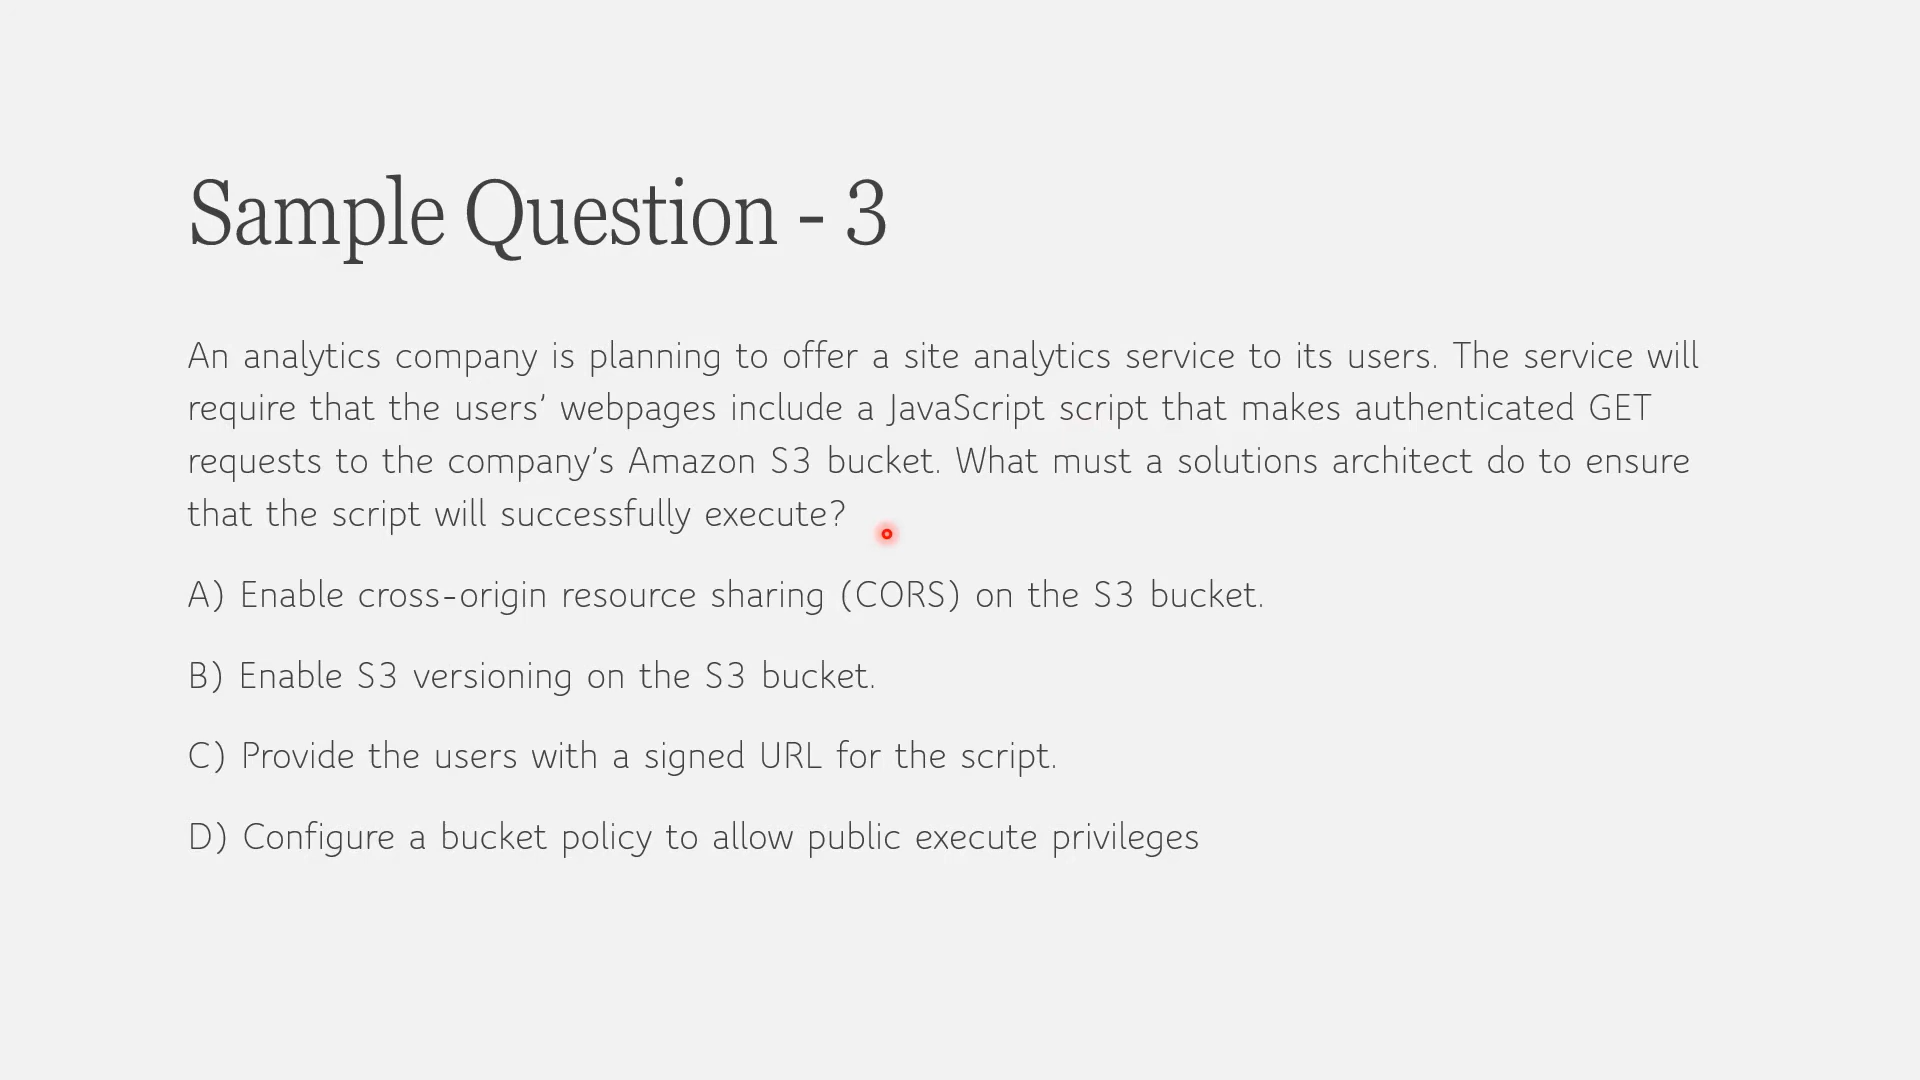 Sample Question - 3
An analytics company is planning to offer a site analytics service to its users. The service will
require that the users’ webpages include a JavaScript script that makes authenticated GET
requests to the company’s Amazon S3 bucket. What must a solutions architect do to ensure
that the script will successfully execute?
A) Enable cross-origin resource sharing (CORS) on the S3 bucket.
B) Enable S3 versioning on the S3 bucket.
C) Provide the users with a signed URL for the script.
D) Configure a bucket policy to allow public execute privileges